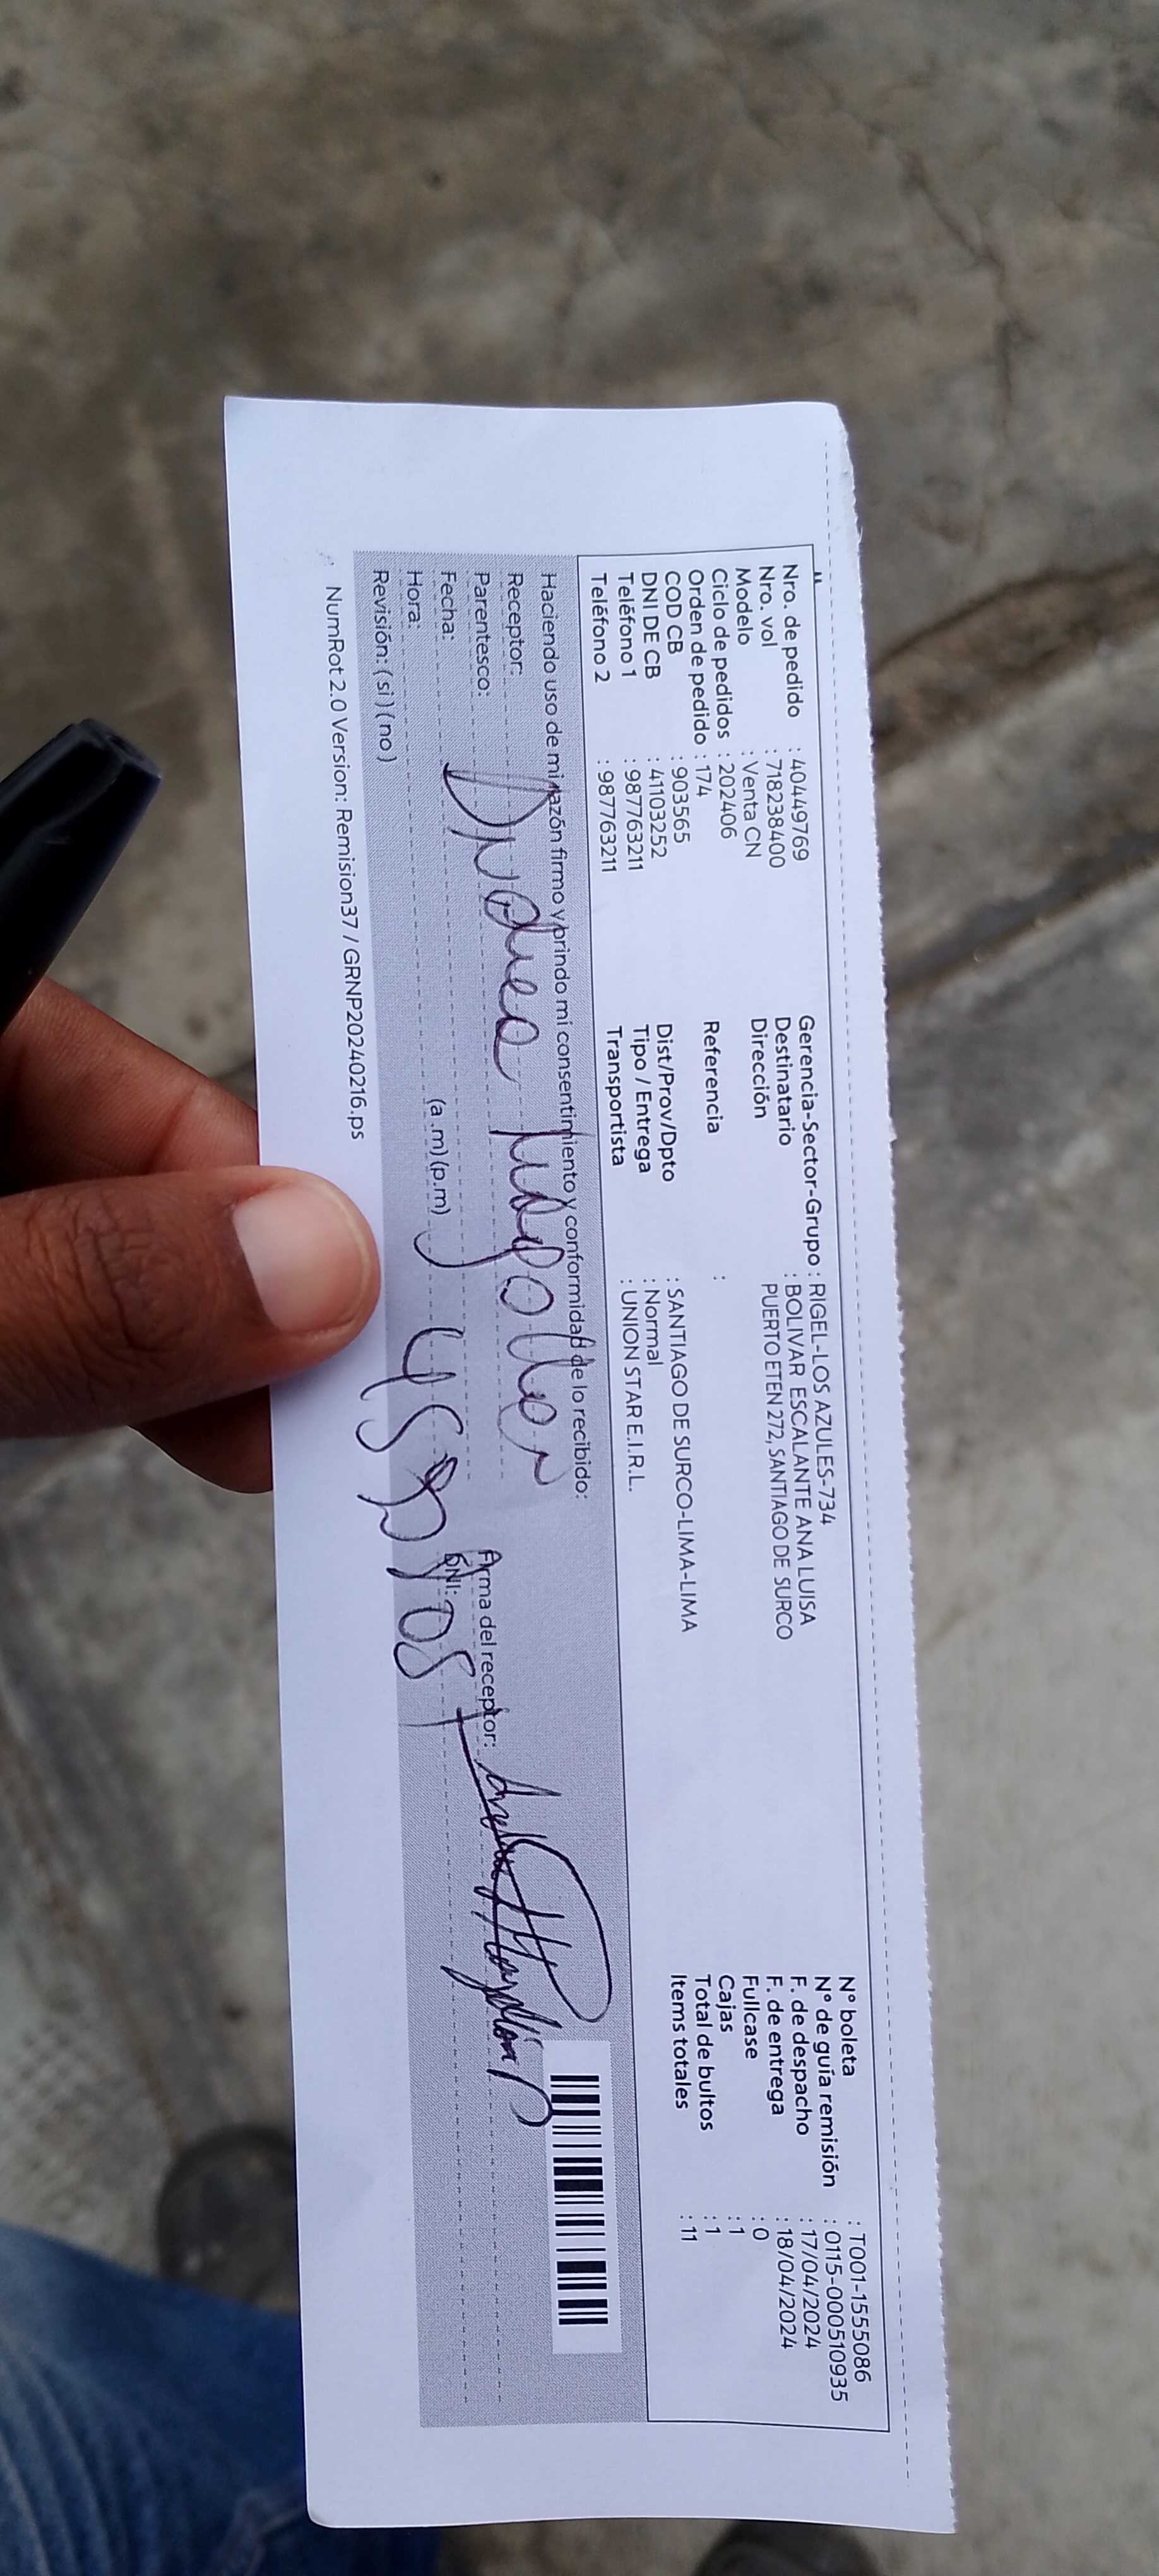 Nro. de pedido : 40449769
Nro. vol : 718238400
Modelo : Venta CN
Ciclo de pedidos : 202406
Orden de pedido : 174
COD CB : 903565
DNI DE CB : 41103252
Teléfono 1 : 987763211
Teléfono 2 : 987763211
Gerencia-Sector-Grupo : RIGEL-LOS AZULES-734
Destinatario : BOLIVAR ESCALANTE ANA LUISA
Dirección PUERTO ETEN 272, SANTIAGO DE SURCO
Referencia :
Dist/Prov/Dpto : SANTIAGO DE SURCO-LIMA-LIMA
Tipo / Entrega : Normal
Transportista : UNION STAR E.I.R.L.
N° boleta : T001-1555086
N° de guía remisión : 0115-000510935
F. de despacho : 17/04/2024
F. de entrega : 18/04/2024
Fullcase : 0
Cajas : 1
Total de bultos : 1
Items totales : 11
Haciendo uso de mi razón firmo y brindo mi consentimiento y conformidad de lo recibido:
Receptor:
Parentesco:
Fecha:
Hora: (a.m) (p.m)
Revisión: ( si ) ( no )
Firma del receptor:
DNI:
NumRot 2.0 Version: Remision37 / GRNP20240216.ps